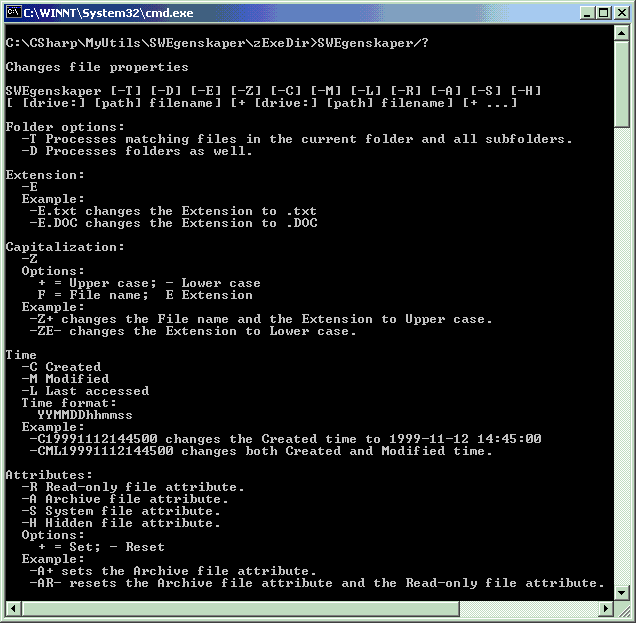 C:\WINNT\System32\cmd.exe
C:\CSharp\MyUtils\SWEgenskaper\zExeDir>SWEgenskaper/?
Changes file properties
SWEgenskaper [-T] [-D] [-E] [-Z] [-C] [-M] [-L] [-R] [-A] [-S] [-H]
[ [drive:] [path] filename] [+ [drive:] [path] filename] [+ ...]
Folder options:
-T Processes matching files in the current folder and all subfolders.
-D Processes folders as well.
Extension:
-E
Example:
-E.txt changes the Extension to .txt
-E.DOC changes the Extension to .DOC
Capitalization:
-Z
Options:
+ = Upper case; - Lower case
F = File name;  E Extension
Example:
-Z+ changes the File name and the Extension to Upper case.
-ZE- changes the Extension to Lower case.
Time
-C Created
-M Modified
-L Last accessed
Time format:
YYMMDDhhmmss
Example:
-C19991112144500 changes the Created time to 1999-11-12 14:45:00
-CML19991112144500 changes both Created and Modified time.
Attributes:
-R Read-only file attribute.
-A Archive file attribute.
-S System file attribute.
-H Hidden file attribute.
Options:
+ = Set; - Reset
Example:
-A+ sets the Archive file attribute.
-AR- resets the Archive file attribute and the Read-only file attribute.